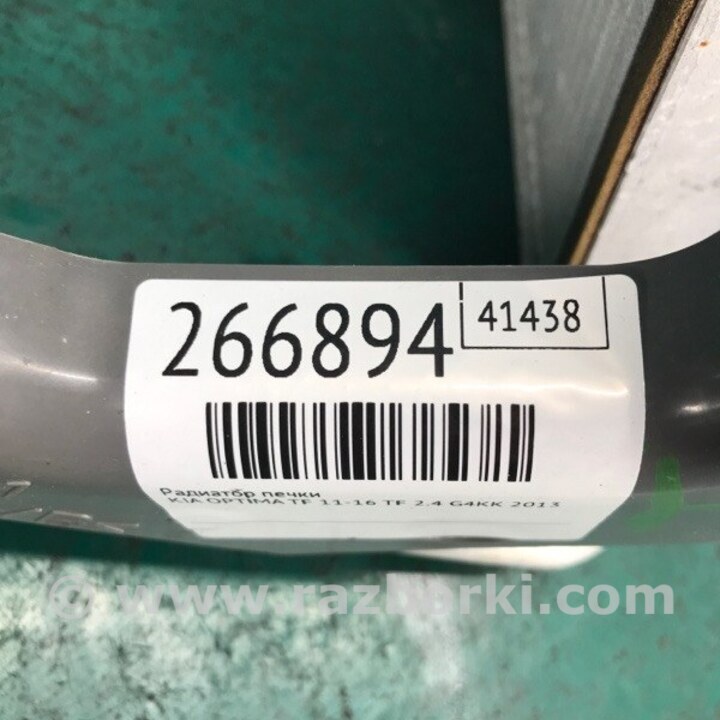 266894
41438
Радиатор печки
KIA OPTIMA TF 11-16 TF 2.4 G4KK 2013
© www.razborki.com